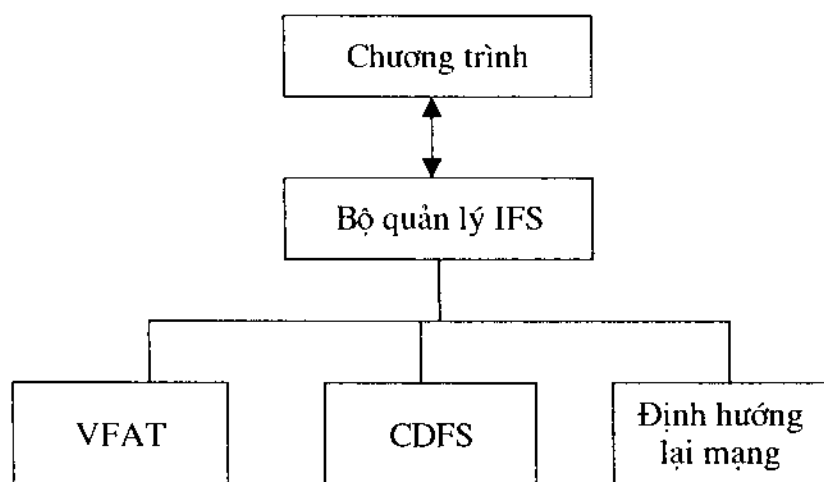 Chương trình
Bộ quản lý IFS
VFAT
CDFS
Định hướng
lại mạng